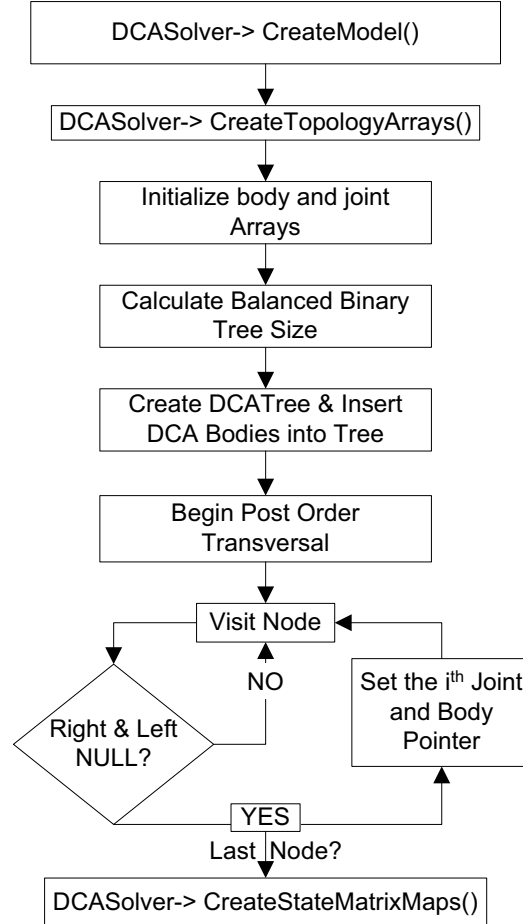 DCASolver-> CreateModel()
DCASolver-> CreateTopologyArrays()
Initialize body and joint
Arrays
Calculate Balanced Binary
Tree Size
Create DCATree & Insert
DCA Bodies into Tree
Begin Post Order
Transversal
Visit Node
NO
Right & Left
NULL?
Set the ith Joint
and Body
Pointer
YES
Last Node?
DCASolver-> CreateStateMatrixMaps()